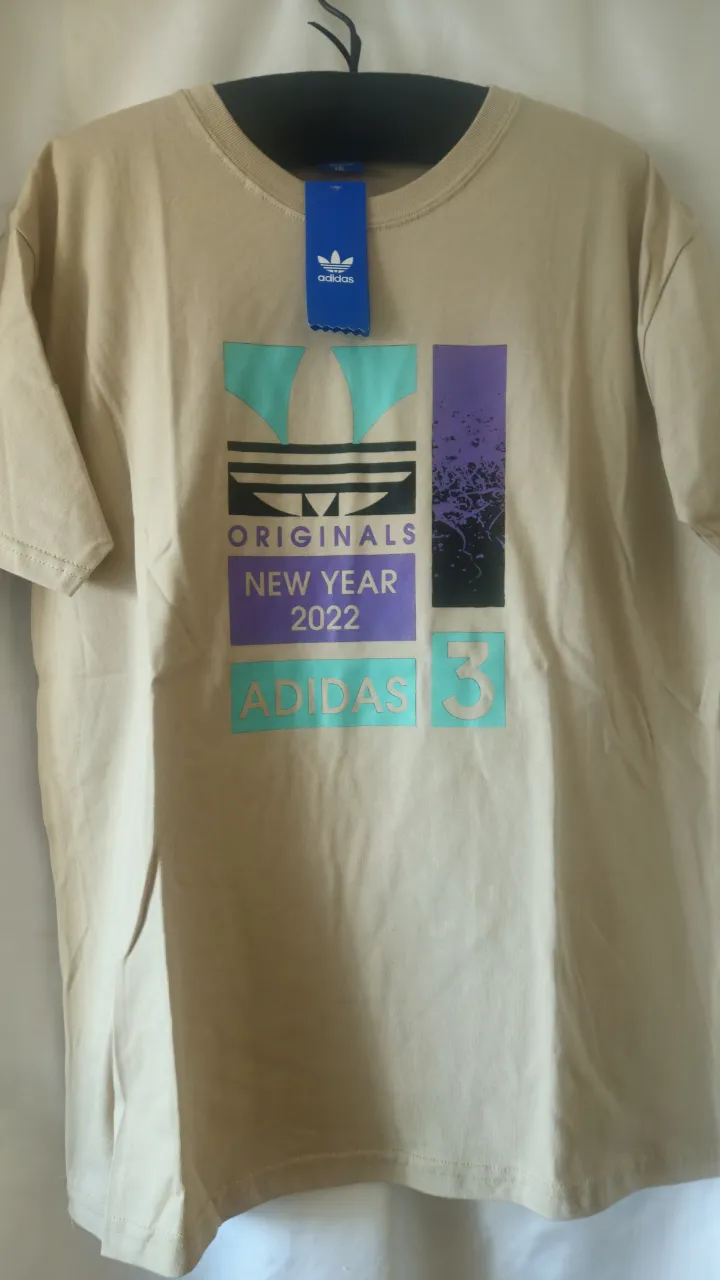 adidas
ORIGINALS
NEW YEAR
2022
ADIDAS
3